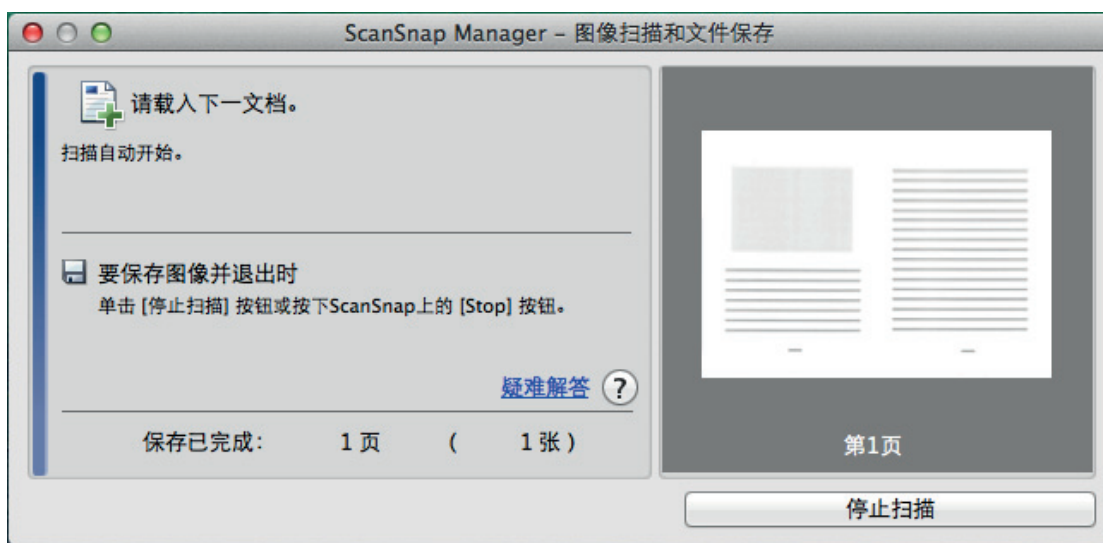 ScanSnap Manager – 图像扫描和文件保存
请载入下一文档。
扫描自动开始。
要保存图像并退出时
单击 [停止扫描] 按钮或按下ScanSnap上的 [Stop] 按钮。
疑难解答 ?
保存已完成: 1 页 ( 1 张 )
第1页
停止扫描